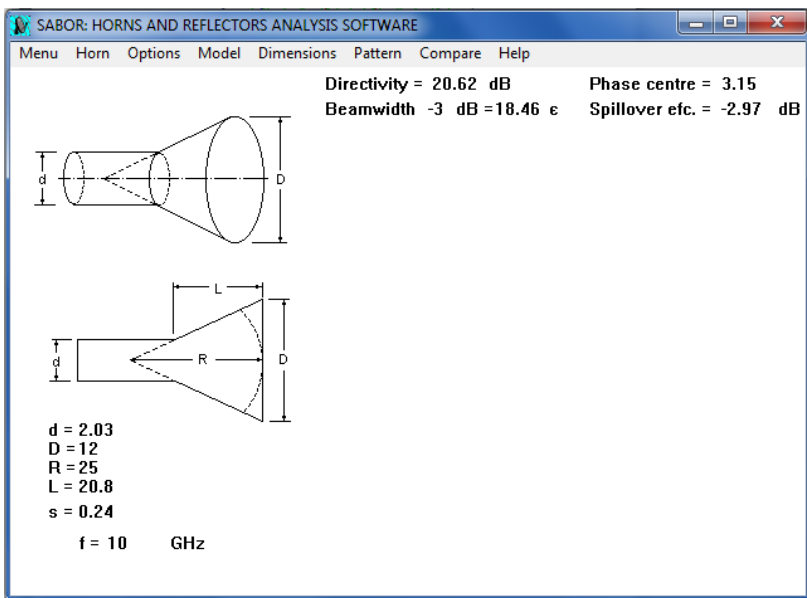 SABOR: HORNS AND REFLECTORS ANALYSIS SOFTWARE
Menu Horn Options Model Dimensions Pattern Compare Help
Directivity = 20.62 dB Phase centre = 3.15
Beamwidth -3 dB =18.46 ε Spillover efc. = -2.97 dB
d
D
L
d
R
D
d = 2.03
D = 12
R = 25
L = 20.8
s = 0.24
f = 10 GHz